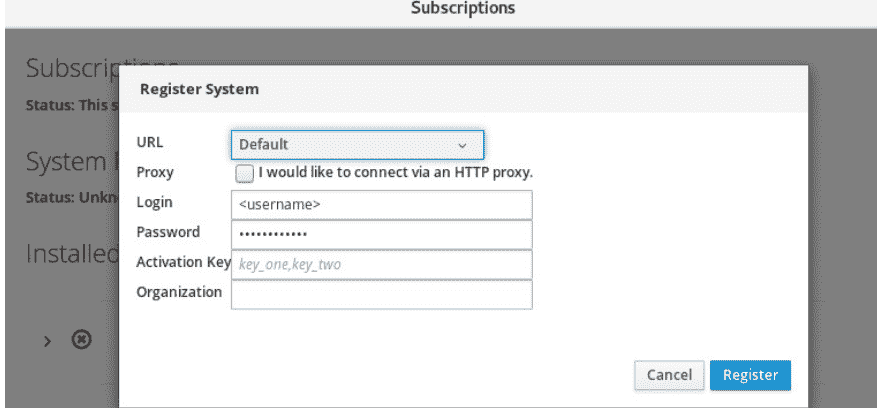 Subscriptions
Subscriptions
Status: This s
System
Status: Unkn
Installed
Register System
URL Default
Proxy I would like to connect via an HTTP proxy.
Login <username>
Password ••••••••••••
Activation Key key_one,key_two
Organization
Cancel Register